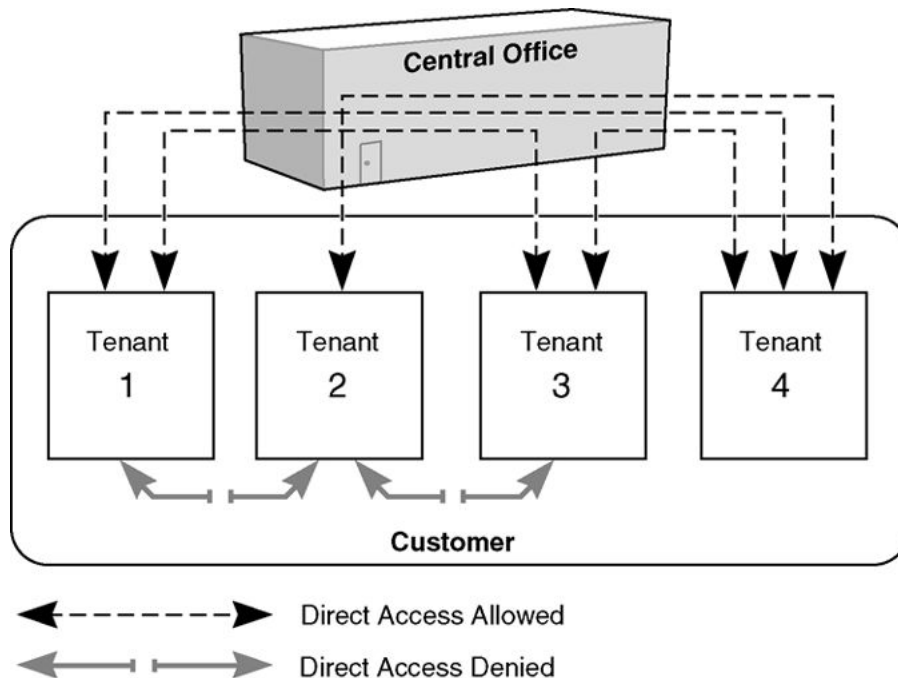 Central Office
Tenant
1
Tenant
2
Tenant
3
Tenant
4
Customer
Direct Access Allowed
Direct Access Denied